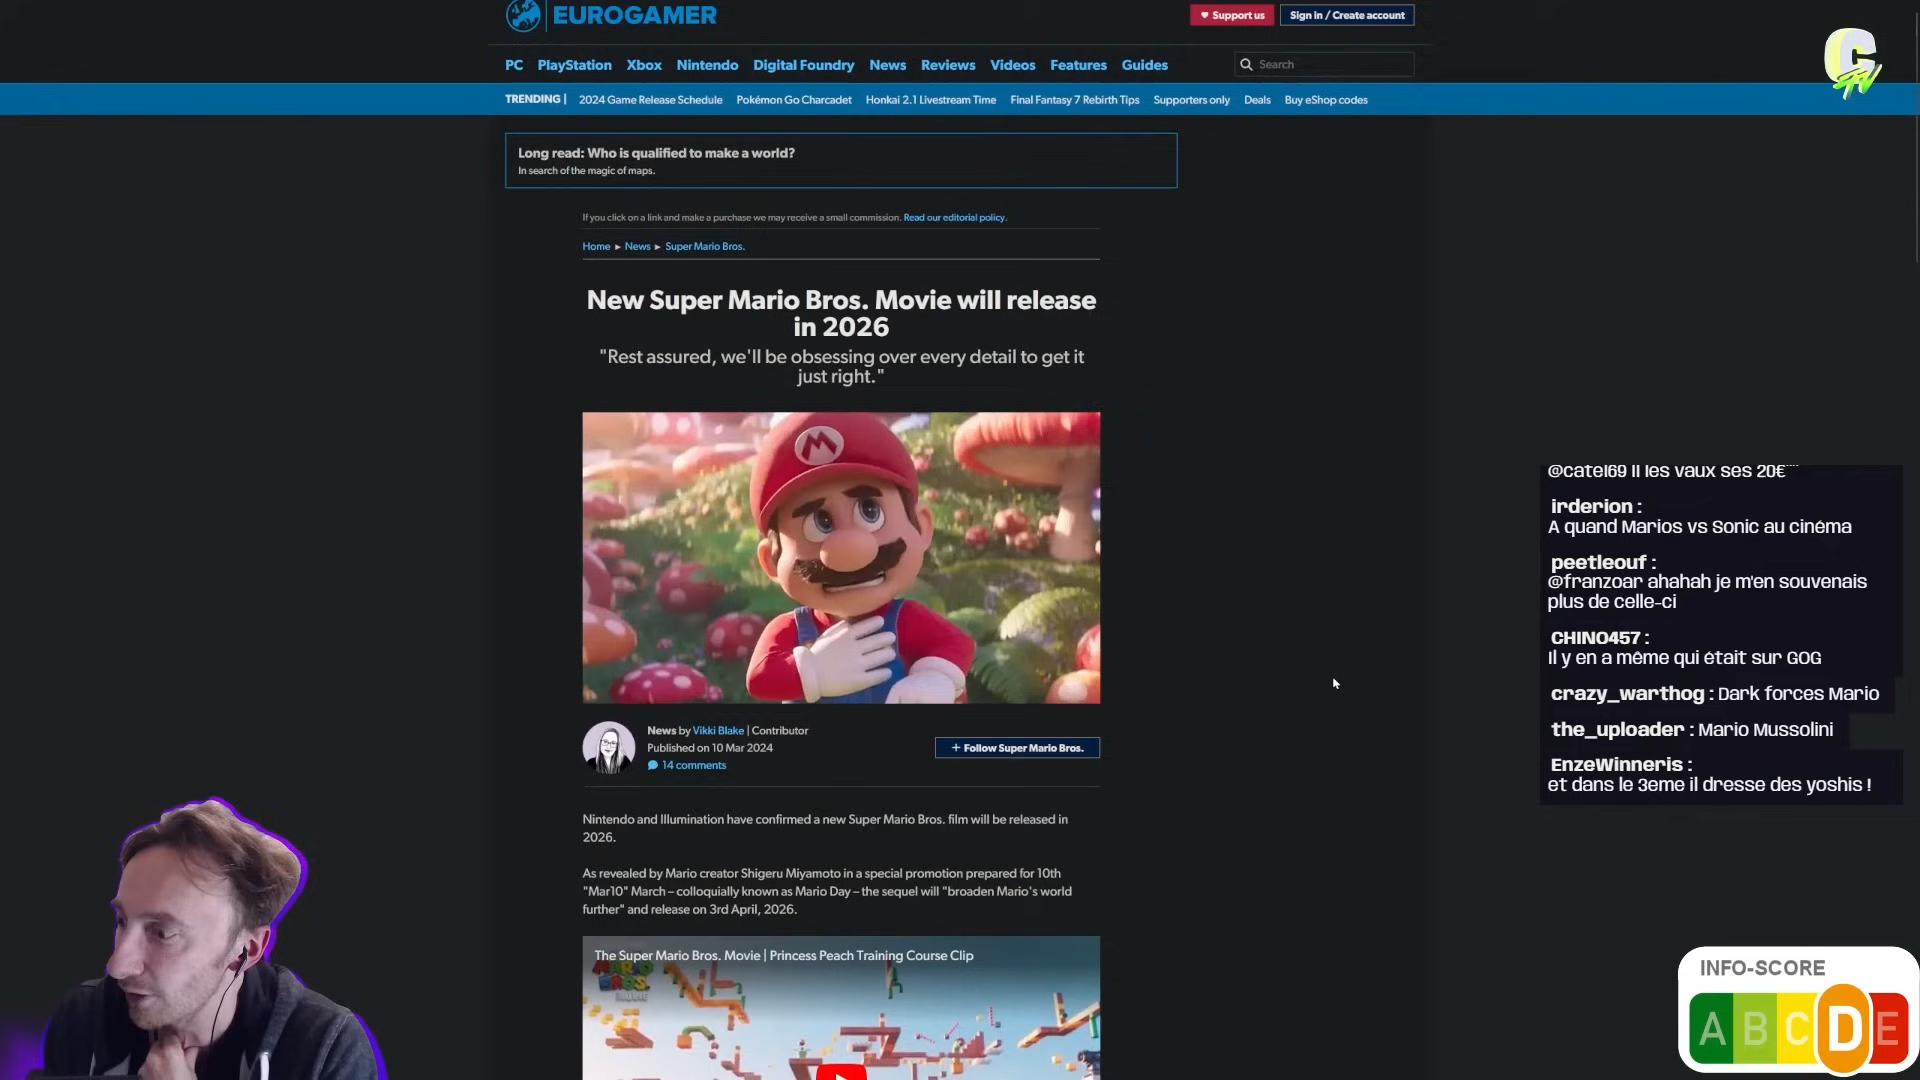 EUROGAMER
Support us
Sign in / Create account
PC PlayStation Xbox Nintendo Digital Foundry News Reviews Videos Features Guides
Search
TRENDING | 2024 Game Release Schedule Pokémon Go Charcadet Honkai 2.1 Livestream Time Final Fantasy 7 Rebirth Tips Supporters only Deals Buy eShop codes
Long read: Who is qualified to make a world?
In search of the magic of maps.
If you click on a link and make a purchase we may receive a small commission. Read our editorial policy.
Home ▸ News ▸ Super Mario Bros.
New Super Mario Bros. Movie will release
in 2026
"Rest assured, we'll be obsessing over every detail to get it
just right."
M
News by Vikki Blake | Contributor
Published on 10 Mar 2024
14 comments
+ Follow Super Mario Bros.
Nintendo and Illumination have confirmed a new Super Mario Bros. film will be released in
2026.
As revealed by Mario creator Shigeru Miyamoto in a special promotion prepared for 10th
"Mar10" March – colloquially known as Mario Day – the sequel will "broaden Mario's world
further" and release on 3rd April, 2026.
The Super Mario Bros. Movie | Princess Peach Training Course Clip
MARIO
BROS.
MOVIE
C
TV
@catel69 Il les vaux ses 20€
irderion :
A quand Marios vs Sonic au cinéma
peetleouf :
@franzoar ahahah je m'en souvenais
plus de celle-ci
CHINO457 :
Il y en a même qui était sur GOG
crazy_warthog : Dark forces Mario
the_uploader : Mario Mussolini
EnzeWinneris :
et dans le 3eme il dresse des yoshis !
INFO-SCORE
A B C D E